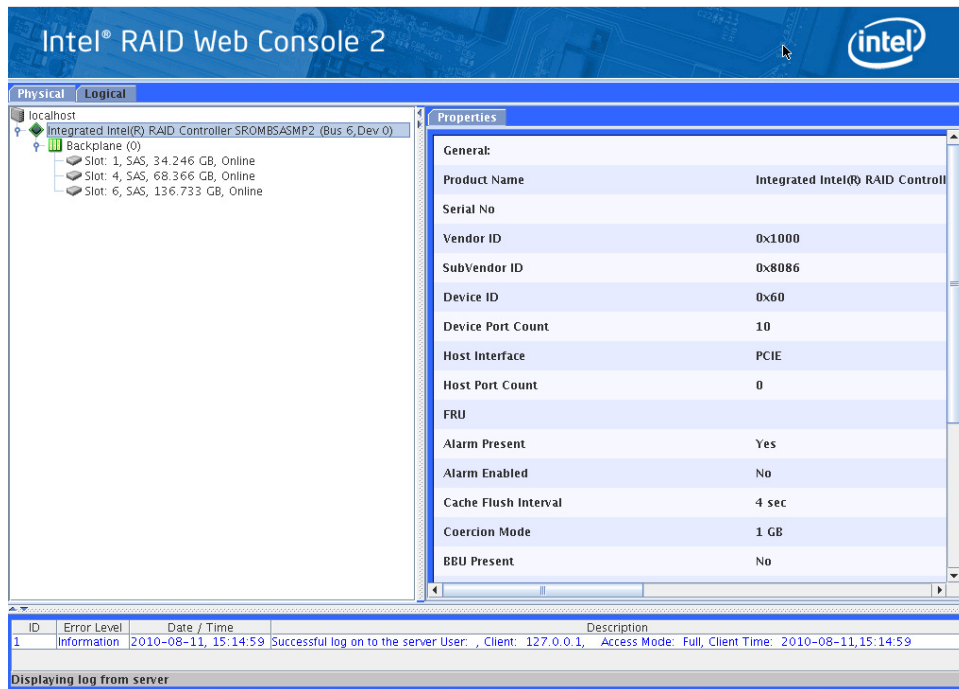 Intel® RAID Web Console 2
intel
Physical Logical
localhost
Integrated Intel(R) RAID Controller SROMBSASMP2 (Bus 6,Dev 0)
Backplane (0)
Slot: 1, SAS, 34.246 GB, Online
Slot: 4, SAS, 68.366 GB, Online
Slot: 6, SAS, 136.733 GB, Online
Properties
General:
Product Name Integrated Intel(R) RAID Controll
Serial No
Vendor ID 0x1000
SubVendor ID 0x8086
Device ID 0x60
Device Port Count 10
Host Interface PCIE
Host Port Count 0
FRU
Alarm Present Yes
Alarm Enabled No
Cache Flush Interval 4 sec
Coercion Mode 1 GB
BBU Present No
ID Error Level Date / Time Description
1 Information 2010-08-11, 15:14:59 Successful log on to the server User: , Client: 127.0.0.1, Access Mode: Full, Client Time: 2010-08-11,15:14:59
Displaying log from server